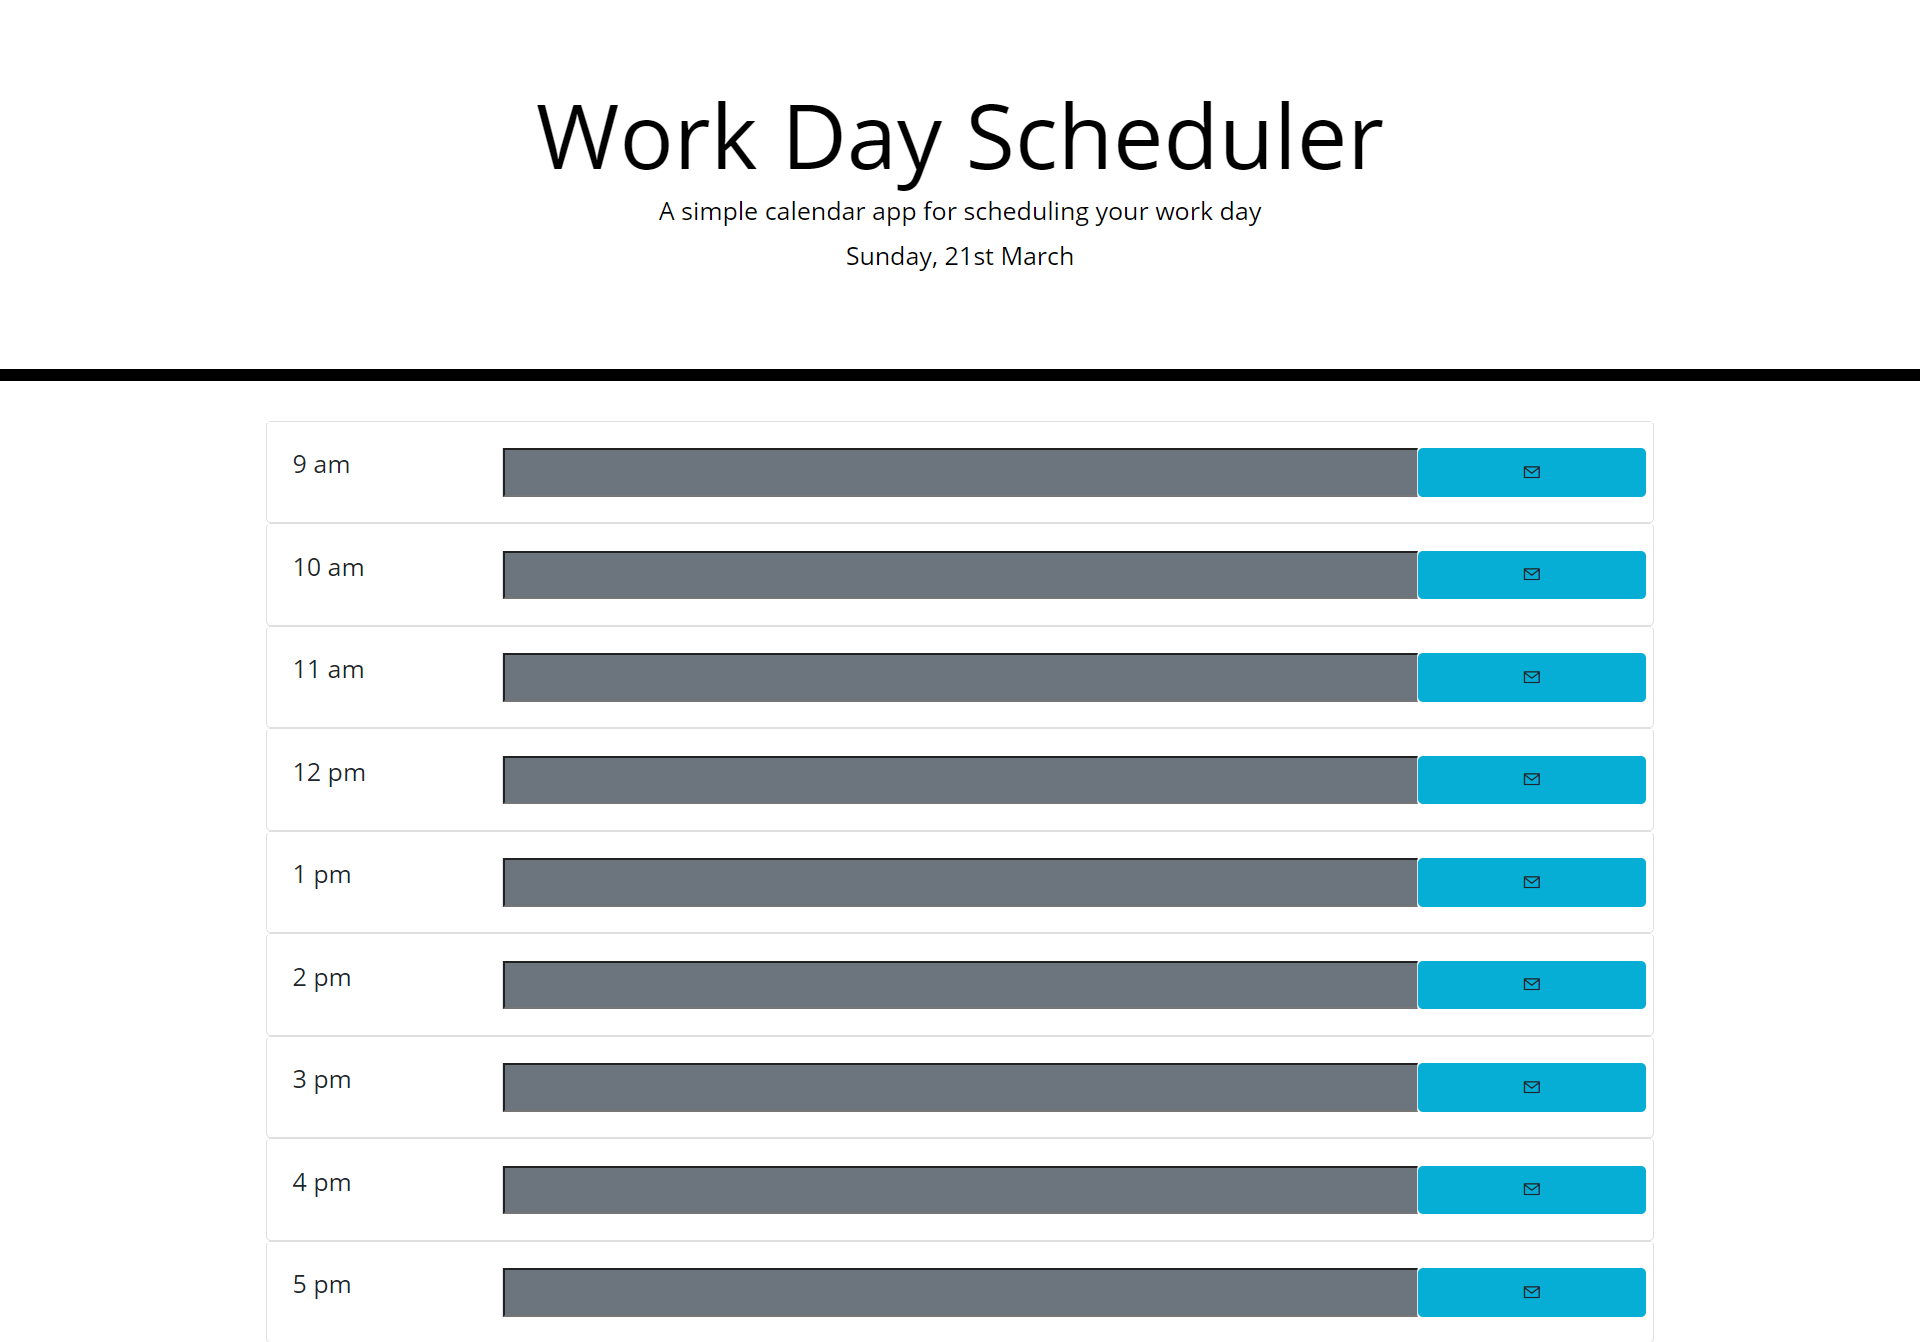 Work Day Scheduler
A simple calendar app for scheduling your work day
Sunday, 21st March
9 am
10 am
11 am
12 pm
1 pm
2 pm
3 pm
4 pm
5 pm